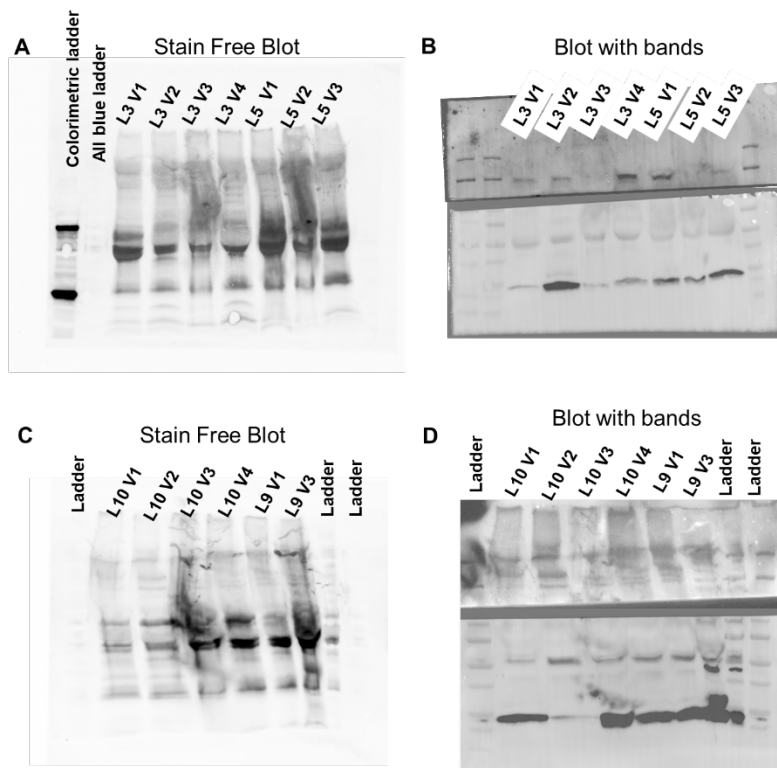 A
Stain Free Blot
Colorimetric ladder
All blue ladder
L3 V1
L3 V2
L3 V3
L3 V4
L5 V1
L5 V2
L5 V3
B
Blot with bands
L3 V1
L3 V2
L3 V3
L3 V4
L5 V1
L5 V2
L5 V3
C
Stain Free Blot
Ladder
L10 V1
L10 V2
L10 V3
L10 V4
L9 V1
L9 V3
Ladder
Ladder
D
Blot with bands
Ladder
L10 V1
L10 V2
L10 V3
L10 V4
L9 V1
L9 V3
Ladder
Ladder